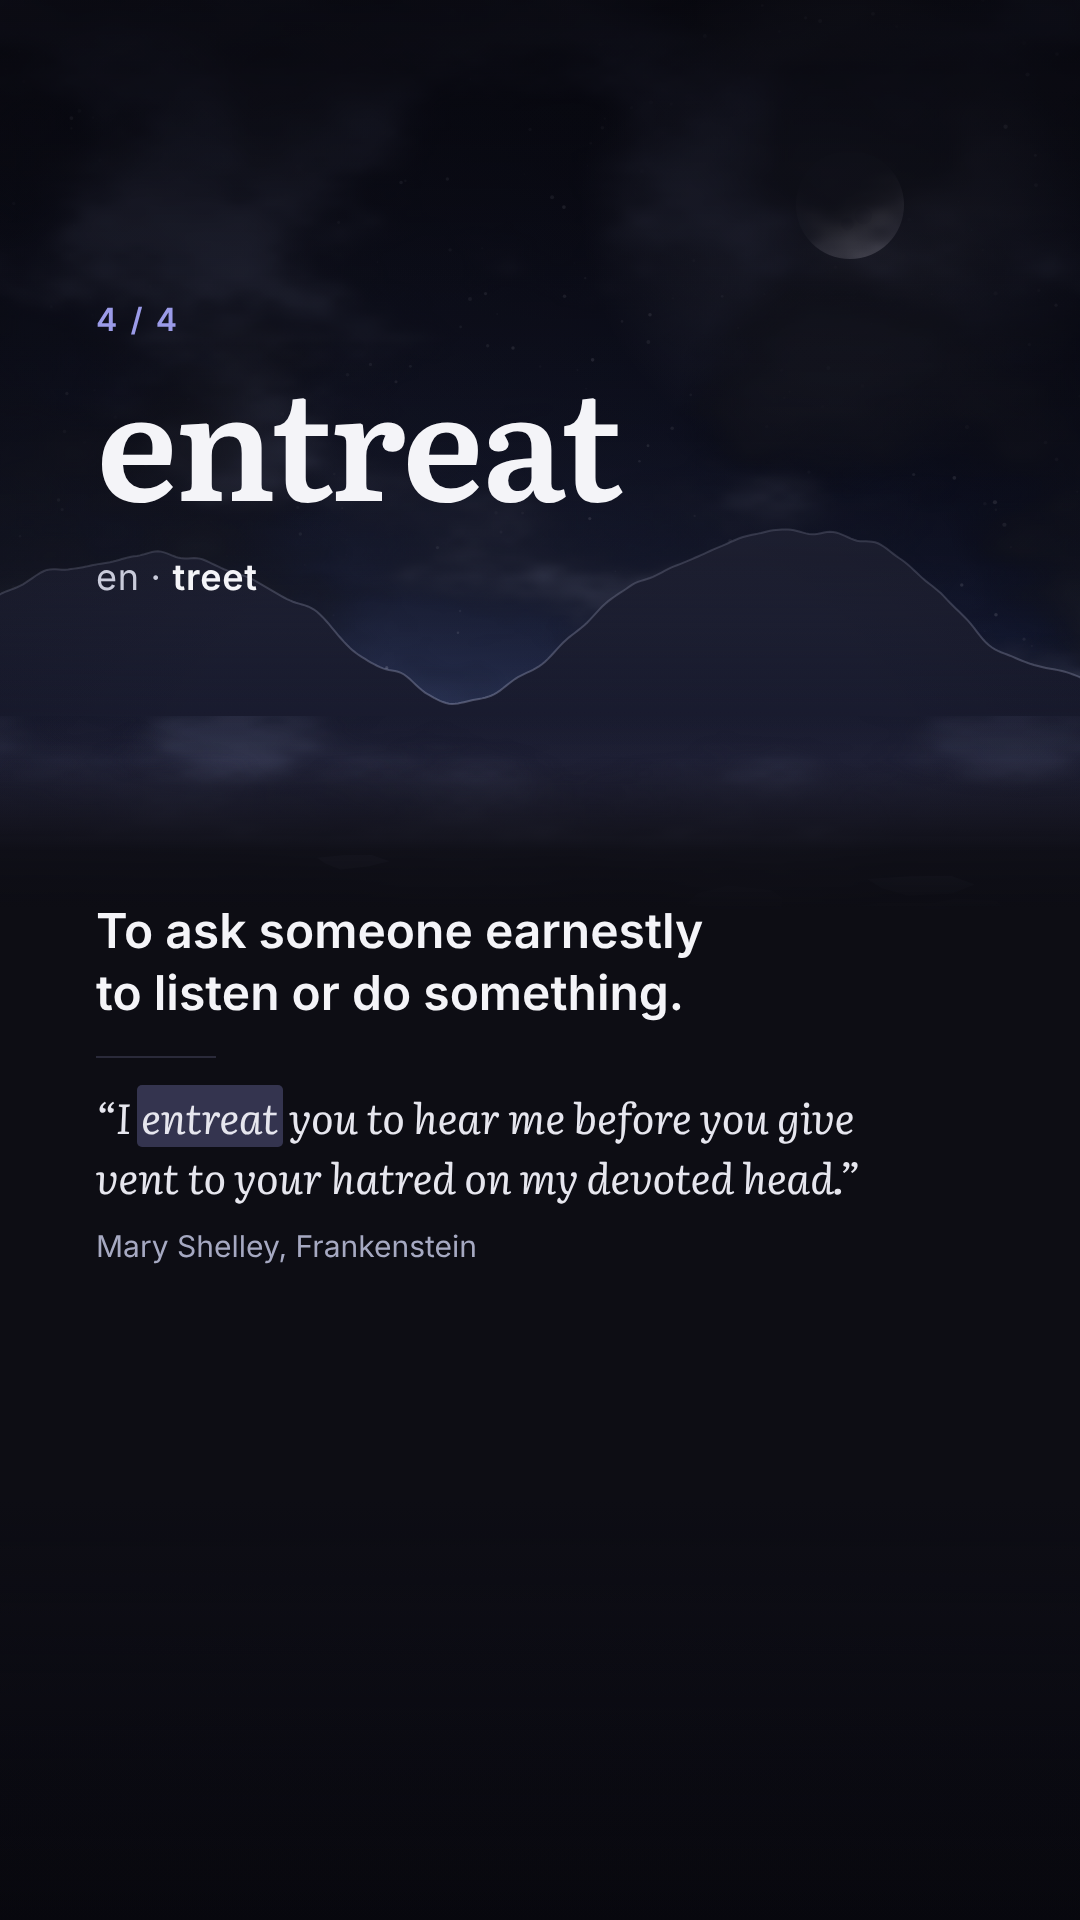 4 / 4
entreat
en · treet
To ask someone earnestly
to listen or do something.
“I entreat you to hear me before you give
vent to your hatred on my devoted head.”
Mary Shelley, Frankenstein